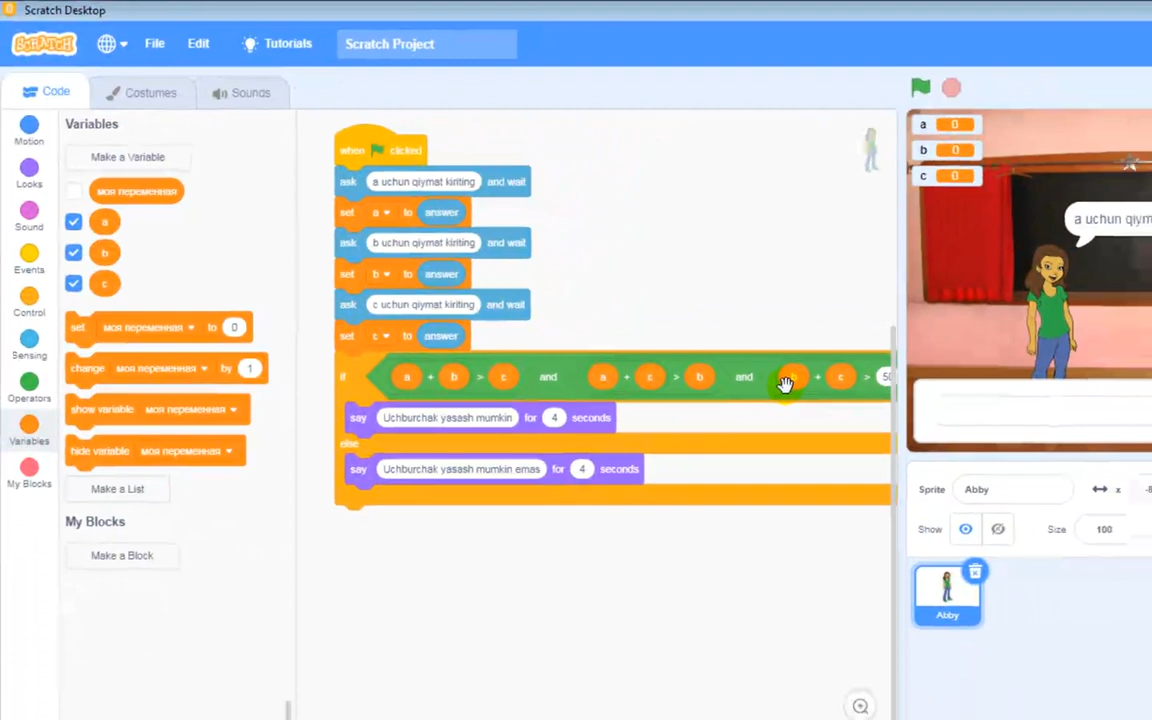 Scratch Desktop
SCRATCH File Edit Tutorials Scratch Project
Code Costumes Sounds
Motion
Looks
Sound
Events
Control
Sensing
Operators
Variables
My Blocks
Variables
Make a Variable
моя переменная
a
b
c
set моя переменная to 0
change моя переменная by 1
show variable моя переменная
hide variable моя переменная
Make a List
My Blocks
Make a Block
when clicked
ask a uchun qiymat kiriting and wait
set a to answer
ask b uchun qiymat kiriting and wait
set b to answer
ask c uchun qiymat kiriting and wait
set c to answer
if a + b > c and a + c > b and b + c > 50
say Uchburchak yasash mumkin for 4 seconds
else
say Uchburchak yasash mumkin emas for 4 seconds
a 0
b 0
c 0
a uchun qiym
Sprite Abby x
Show Size 100
Abby